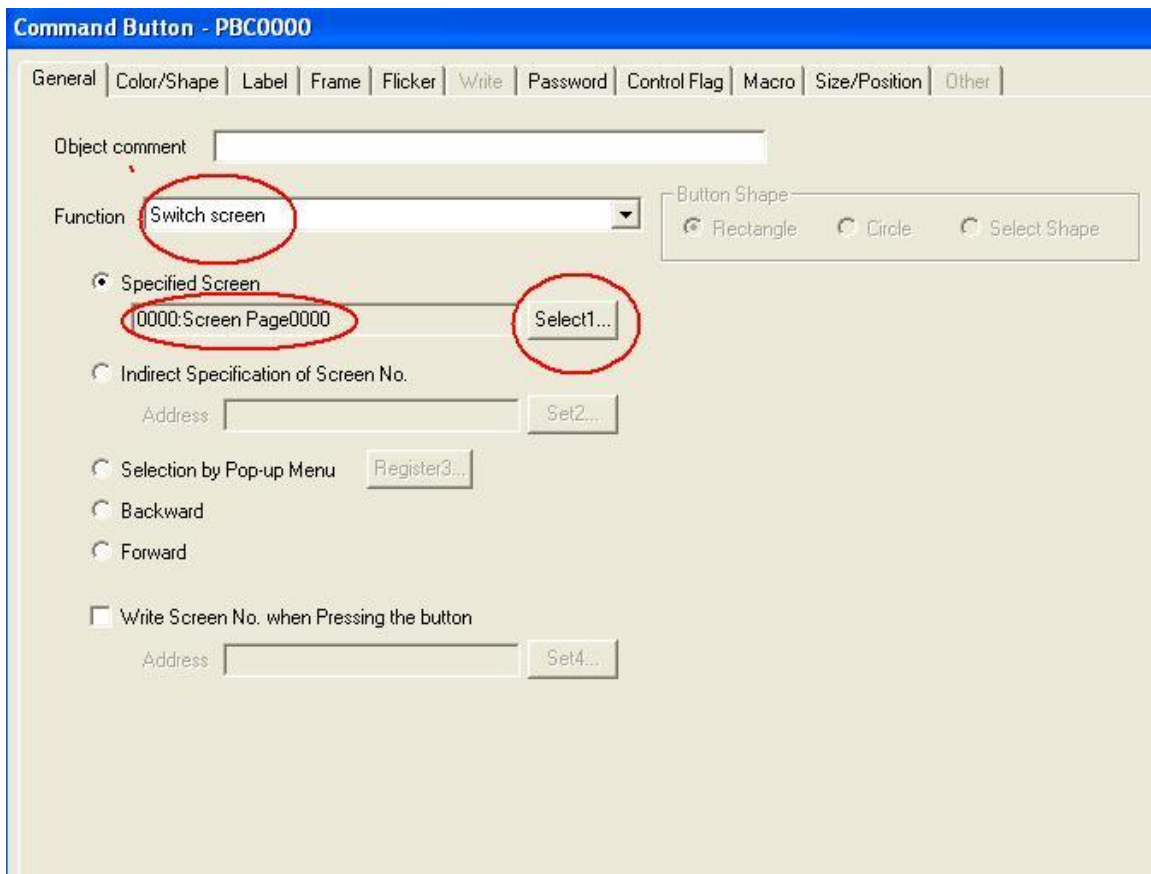 Command Button - PBC0000
General Color/Shape Label Frame Flicker Write Password Control Flag Macro Size/Position Other
Object comment
Function Switch screen
Button Shape
Rectangle Circle Select Shape
Specified Screen
0000:Screen Page0000 Select1...
Indirect Specification of Screen No.
Address Set2...
Selection by Pop-up Menu Register3...
Backward
Forward
Write Screen No. when Pressing the button
Address Set4...